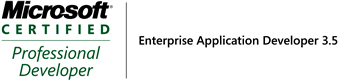 Microsoft
CERTIFIED
Professional
Developer
Enterprise Application Developer 3.5